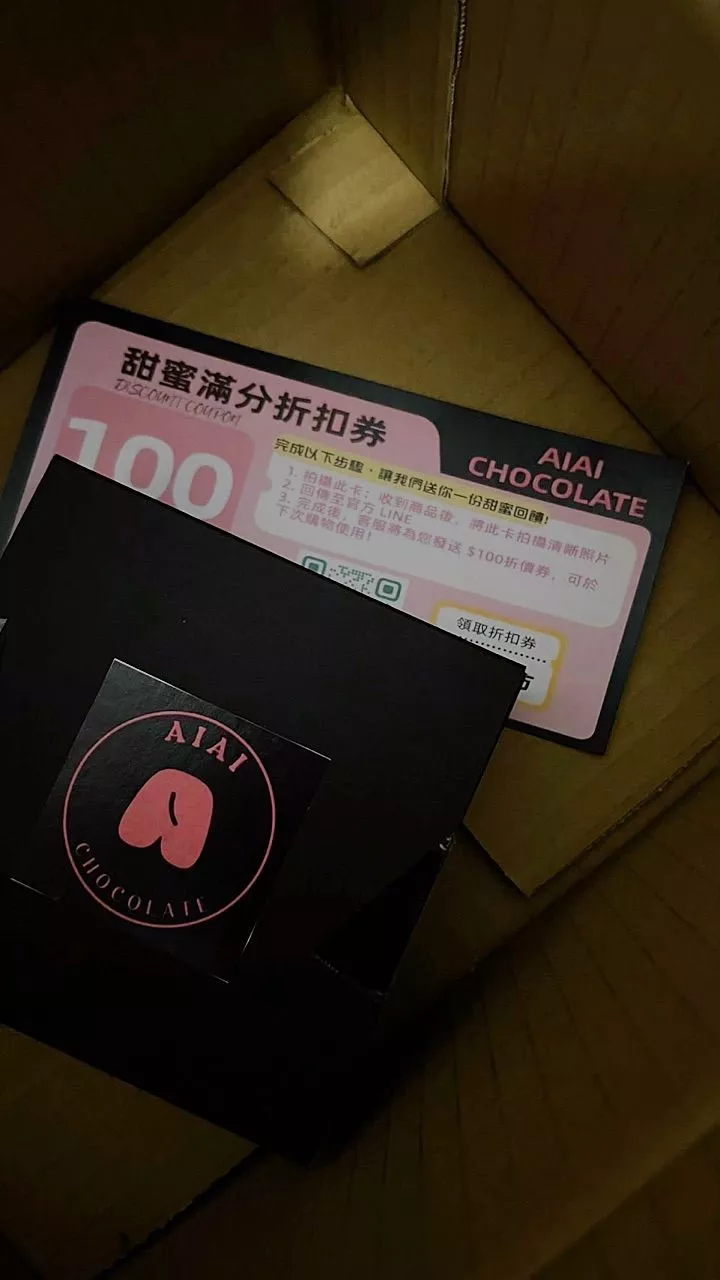 甜蜜滿分折扣券
DISCOUNT COUPON
100
AIAI
CHOCOLATE
完成以下步驟，讓我們送你一份甜蜜回饋!
1. 拍攝此卡：收到商品後，將此卡拍攝清晰照片
2. 回傳至官方 LINE
3. 完成後，客服將為您發送 $100折價券，可於
下次購物使用！
領取折扣券
AIAI
CHOCOLATE